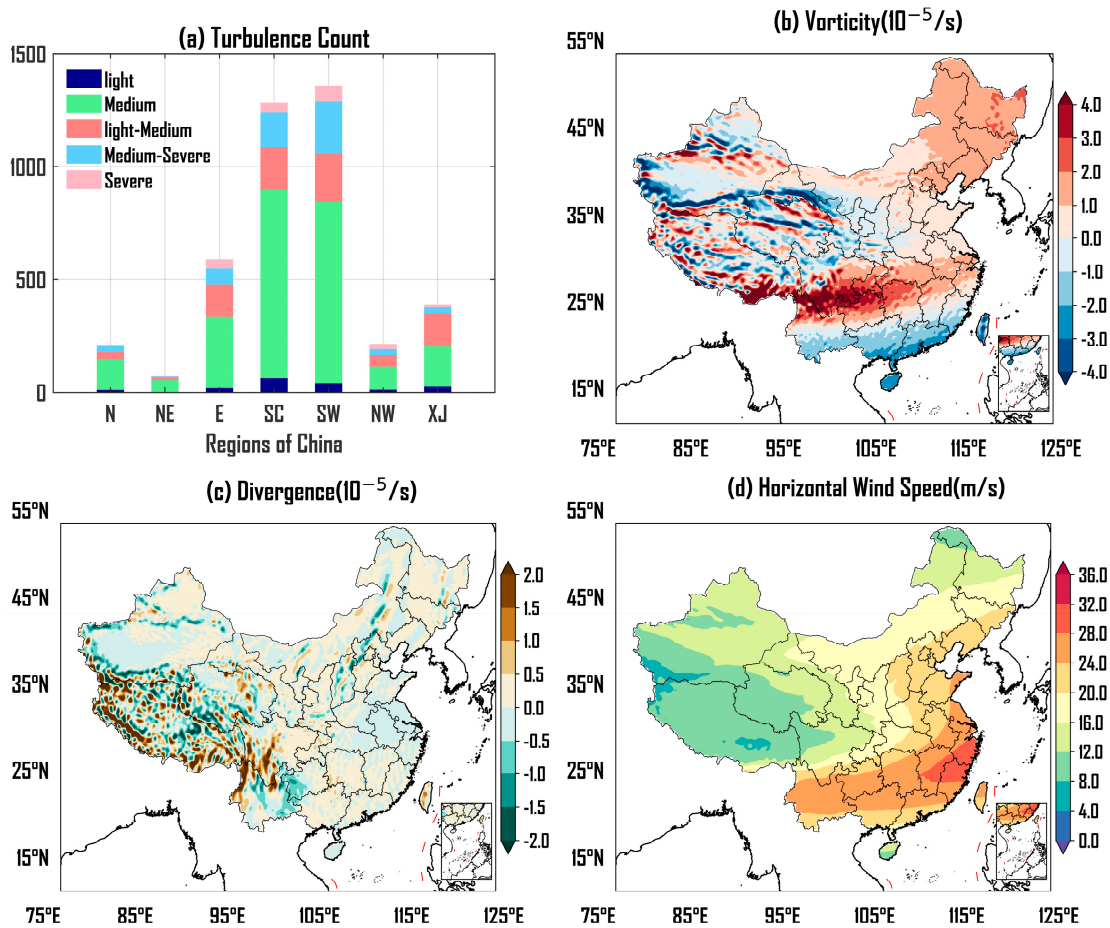 (a) Turbulence Count
1500
1000
500
0
light
Medium
light-Medium
Medium-Severe
Severe
N NE E SC SW NW XJ
Regions of China
(b) Vorticity(10⁻⁵/s)
55°N
45°N
35°N
25°N
15°N
75°E 85°E 95°E 105°E 115°E 125°E
4.0
3.0
2.0
1.0
0.0
-1.0
-2.0
-3.0
-4.0
(c) Divergence(10⁻⁵/s)
55°N
45°N
35°N
25°N
15°N
75°E 85°E 95°E 105°E 115°E 125°E
2.0
1.5
1.0
0.5
0.0
-0.5
-1.0
-1.5
-2.0
(d) Horizontal Wind Speed(m/s)
55°N
45°N
35°N
25°N
15°N
75°E 85°E 95°E 105°E 115°E 125°E
36.0
32.0
28.0
24.0
20.0
16.0
12.0
8.0
4.0
0.0